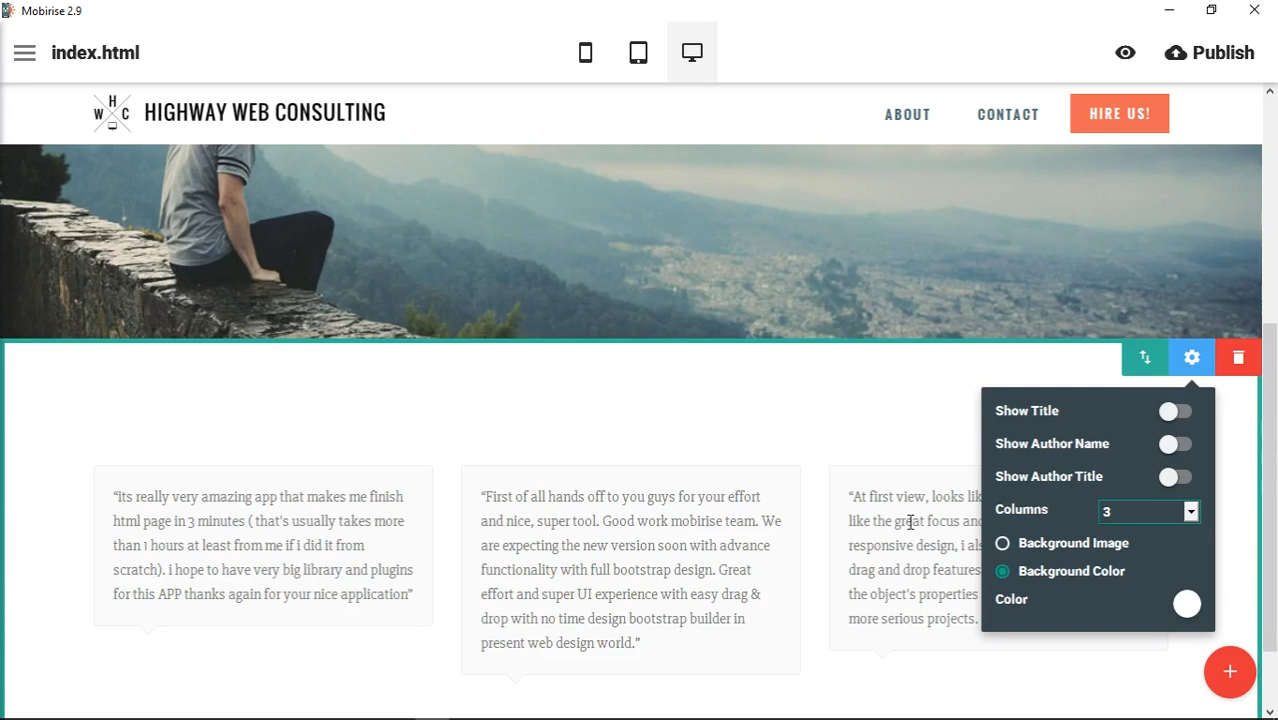 Mobirise 2.9
index.html
Publish
H
W C
HIGHWAY WEB CONSULTING
ABOUT
CONTACT
HIRE US!
Show Title
Show Author Name
Show Author Title
Columns
3
Background Image
Background Color
Color
“its really very amazing app that makes me finish
html page in 3 minutes ( that's usually takes more
than 1 hours at least from me if i did it from
scratch). i hope to have very big library and plugins
for this APP thanks again for your nice application”
“First of all hands off to you guys for your effort
and nice, super tool. Good work mobirise team. We
are expecting the new version soon with advance
functionality with full bootstrap design. Great
effort and super UI experience with easy drag &
drop with no time design bootstrap builder in
present web design world.”
“At first view, looks
like the great focus
responsive design, i
drag and drop features
the object's properties
more serious projects.